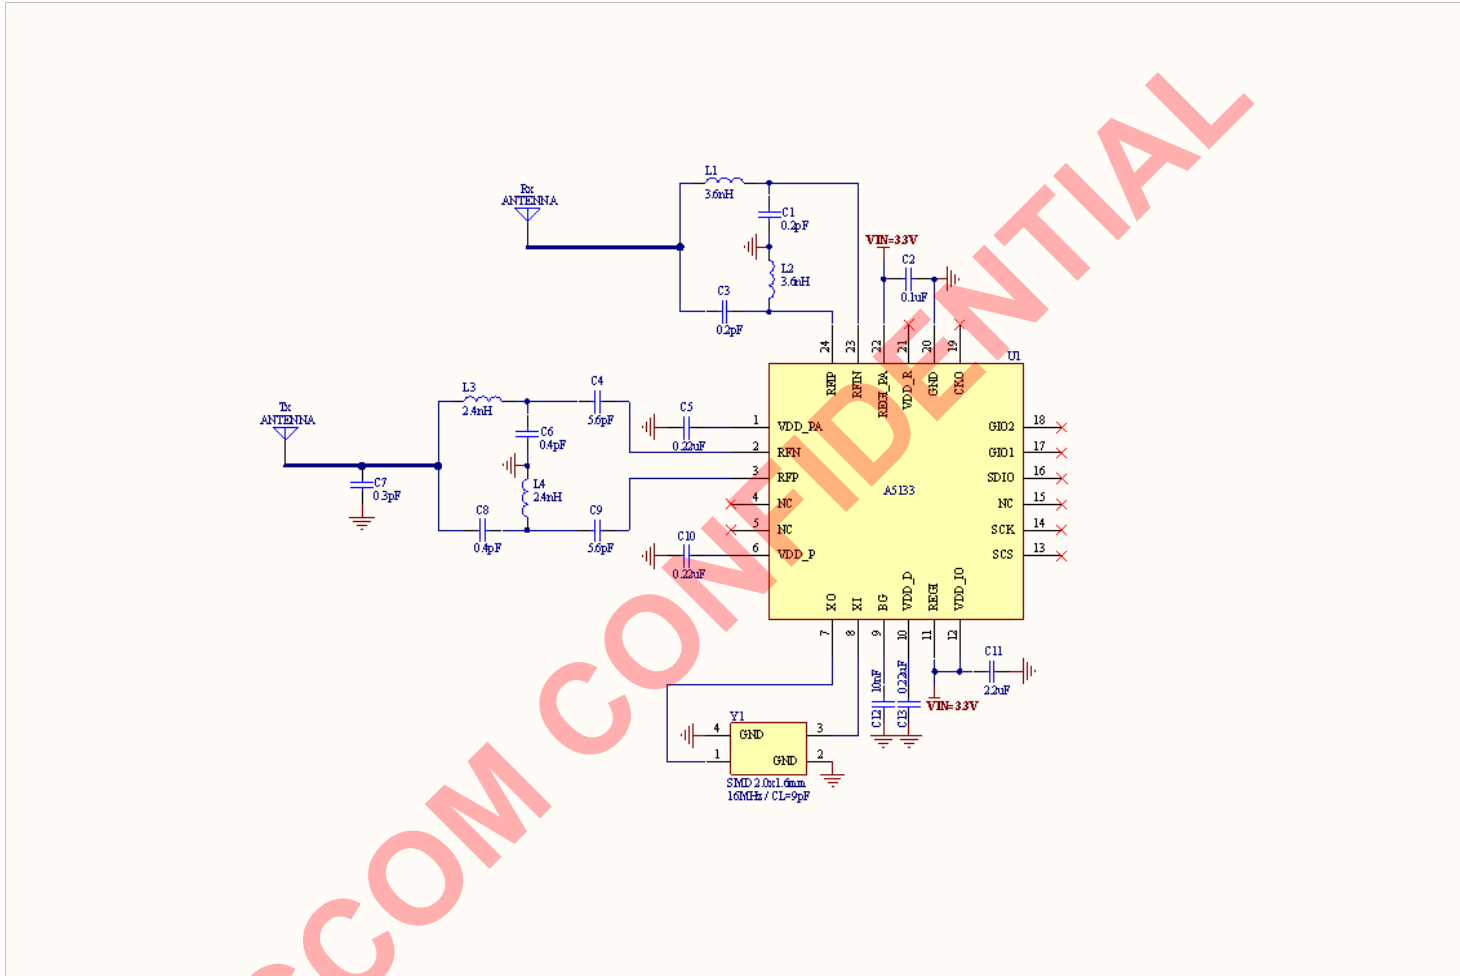 L1
3.6nH
Rx
ANTENNA
C1
0.2pF
VIN=3.3V
C2
0.1uF
L2
3.6nH
C3
0.2pF
24
23
22
21
20
19
U1
RFIP
RFIN
REGI_PA
VDD_R
GND
CKO
L3
2.4nH
C4
5.6pF
Tx
ANTENNA
C5
0.22uF
1
VDD_PA
GIO2
18
C6
0.4pF
2
RFN
GIO1
17
3
RFP
SDIO
16
C7
0.3pF
L4
2.4nH
A5133
4
NC
NC
15
C8
0.4pF
C9
5.6pF
5
NC
SCK
14
C10
0.22uF
6
VDD_P
SCS
13
XO
XI
BG
VDD_D
REGI
VDD_IO
7
8
9
10
11
12
C11
2.2uF
10nF
0.22uF
C12
C13
VIN=3.3V
Y1
4
GND
3
1
GND
2
SMD 2.0x1.6mm
16MHz / CL=9pF
COM CONFIDENTIAL